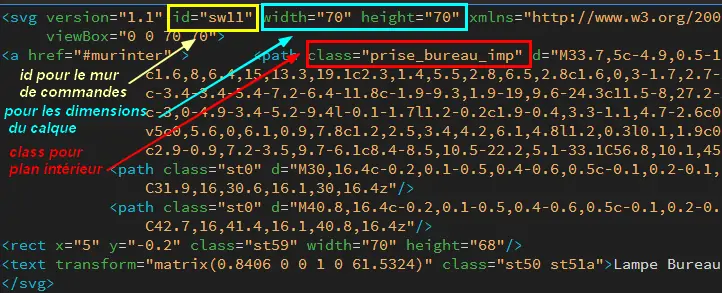 <svg version="1.1" id="sw11" width="70" height="70" xmlns="http://www.w3.org/200
viewBox="0 0 70 70">
<a href="#murinter" > <path class="prise_bureau_imp" d="M33.7,5c-4.9,0.5-1
id pour le mur
de commandes
c1.6,8,6.4,15,13.3,19.1c2.3,1.4,5.5,2.8,6.5,2.8c1.6,0,3-1.7,2.7-
c-3.4-3.4-5.4-7.2-6.4-11.8c-1.9-9.3,1.9-19,9.6-24.3c11.5-8,27.2-
pour les dimensions
du calque
c-3,0-4.9-3.4-5.2-9.4l-0.1-1.7l1.2-0.2c1.9-0.4,3.3-1.1,4.7-2.6c0
v5c0,5.6,0,6.1,0.9,7.8c1.2,2.5,3.4,4.2,6.1,4.8l1.2,0.3l0.1,1.9c0
class pour
plan intérieur
c2.9-0.9,7.2-3.5,9.7-6.1c8.4-8.5,10.5-22.2,5.1-33.1C56.8,10.1,45
<path class="st0" d="M30,16.4c-0.2,0.1-0.5,0.4-0.6,0.5c-0.1,0.2-0.1,
C31.9,16,30.6,16.1,30,16.4z"/>
<path class="st0" d="M40.8,16.4c-0.2,0.1-0.5,0.4-0.6,0.5c-0.1,0.2-0.
C42.7,16,41.4,16.1,40.8,16.4z"/>
<rect x="5" y="-0.2" class="st59" width="70" height="68"/>
<text transform="matrix(0.8406 0 0 1 0 61.5324)" class="st50 st51a">Lampe Bureau
</svg>